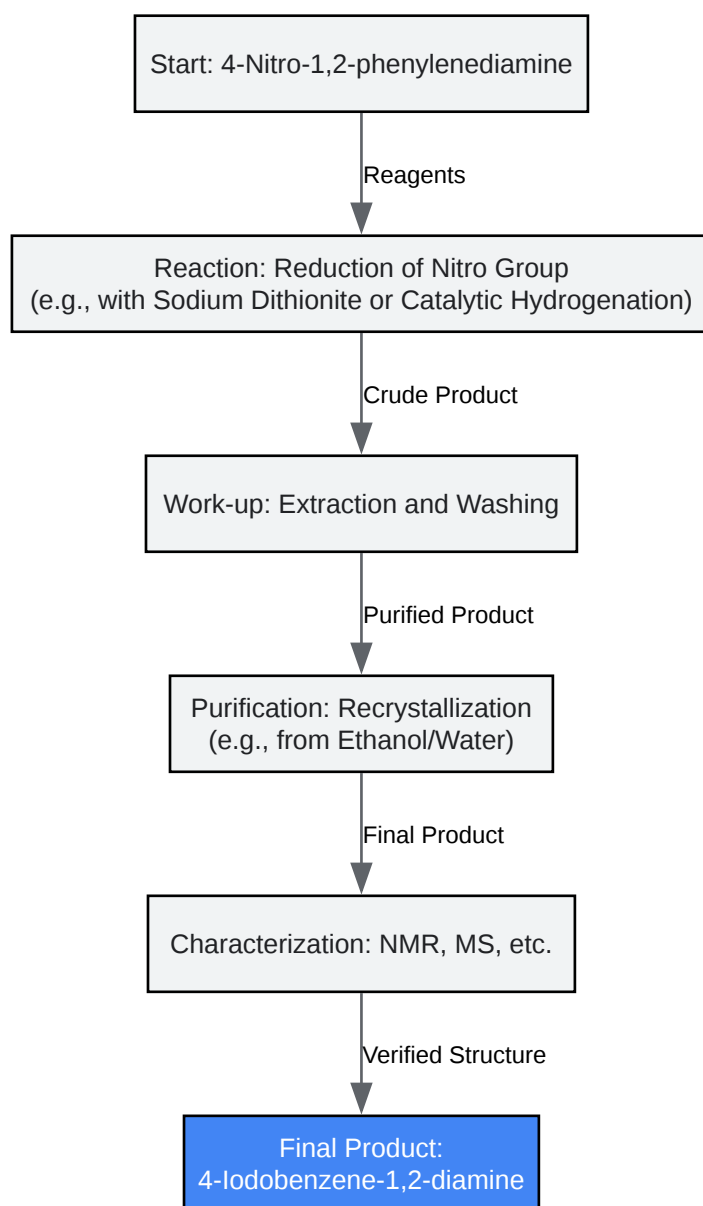 Start: 4-Nitro-1,2-phenylenediamine
Reagents
Reaction: Reduction of Nitro Group
(e.g., with Sodium Dithionite or Catalytic Hydrogenation)
Crude Product
Work-up: Extraction and Washing
Purified Product
Purification: Recrystallization
(e.g., from Ethanol/Water)
Final Product
Characterization: NMR, MS, etc.
Verified Structure
Final Product:
4-Iodobenzene-1,2-diamine